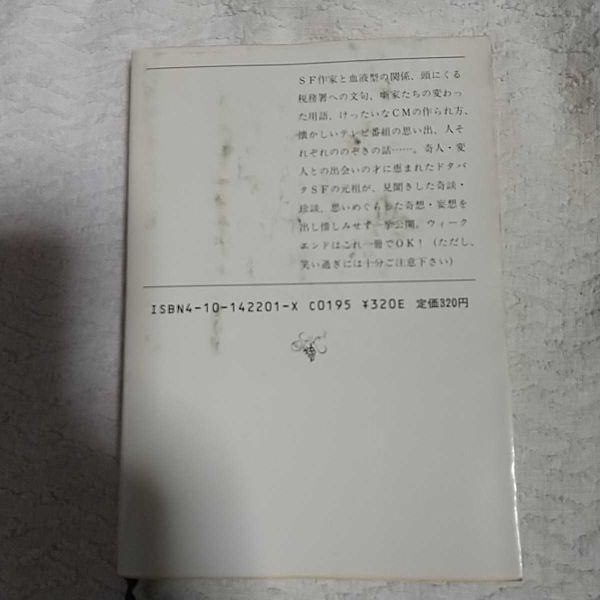 SF作家と血液型の関係、頭にくる
税務署への文句、噺家たちの変わっ
た用語、けったいなCMの作られ方、
懐かしいテレビ番組の思い出、人そ
れぞれののぞきの話……。奇人・変
人との出会いの才に恵まれたドタバ
タSFの元祖が、見聞きした奇談・
珍談、思いめぐらした奇想・妄想を
出し惜しみせず一挙公開。ウィーク
エンドはこれ一冊でOK！（ただし、
笑い過ぎには十分ご注意下さい）
ISBN4-10-142201-X C0195 ¥320E 定価320円